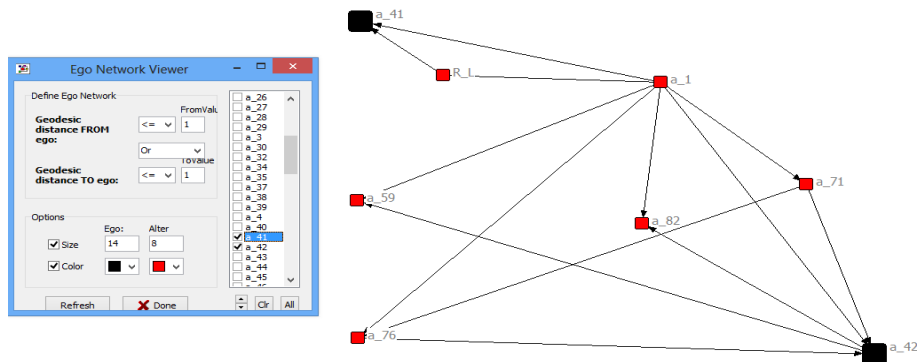 Ego Network Viewer
Define Ego Network
FromValu
Geodesic distance FROM ego:
<=
1
Or
ToValue
Geodesic distance TO ego:
<=
1
Options
Ego:
Alter
Size
14
8
Color
Refresh
Done
a_26
a_27
a_28
a_29
a_3
a_30
a_32
a_34
a_35
a_37
a_38
a_39
a_4
a_40
a_41
a_42
a_43
a_44
a_45
Clr
All
a_41
R_L
a_1
a_59
a_82
a_71
a_76
a_42